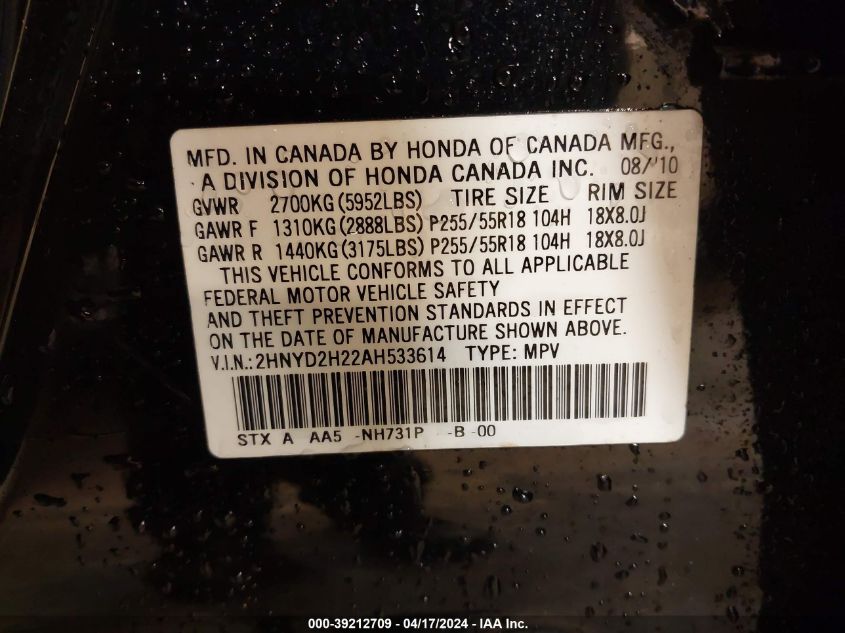 MFD. IN CANADA BY HONDA OF CANADA MFG.,
A DIVISION OF HONDA CANADA INC. 08/'10
GVWR 2700KG(5952LBS) TIRE SIZE RIM SIZE
GAWR F 1310KG(2888LBS) P255/55R18 104H 18X8.0J
GAWR R 1440KG(3175LBS) P255/55R18 104H 18X8.0J
THIS VEHICLE CONFORMS TO ALL APPLICABLE
FEDERAL MOTOR VEHICLE SAFETY
AND THEFT PREVENTION STANDARDS IN EFFECT
ON THE DATE OF MANUFACTURE SHOWN ABOVE.
V.I.N.:2HNYD2H22AH533614 TYPE: MPV
STX A AA5 -NH731P -B -00
000-39212709 - 04/17/2024 - IAA Inc.